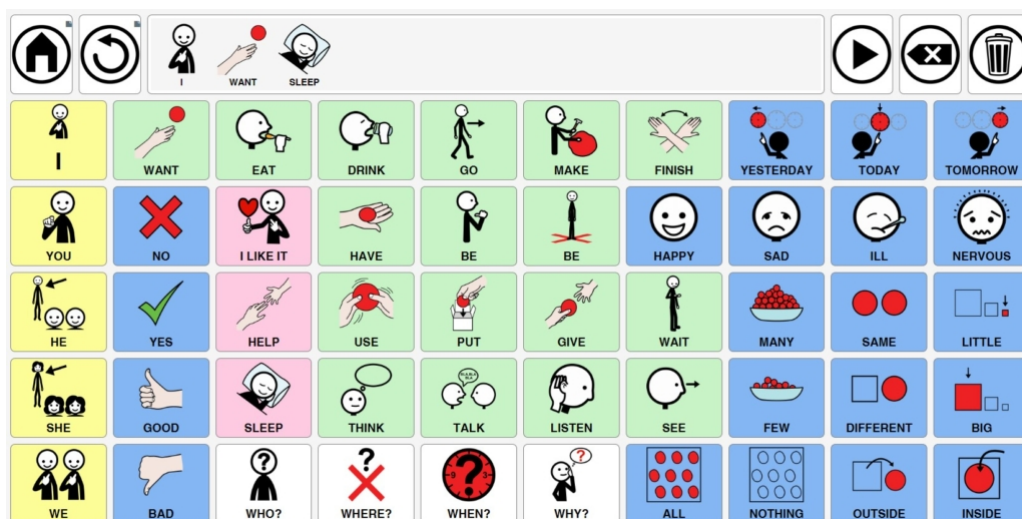 I WANT SLEEP
I WANT EAT DRINK GO MAKE FINISH YESTERDAY TODAY TOMORROW
YOU NO I LIKE IT HAVE BE BE HAPPY SAD ILL NERVOUS
HE YES HELP USE PUT GIVE WAIT MANY SAME LITTLE
SHE GOOD SLEEP THINK TALK LISTEN SEE FEW DIFFERENT BIG
WE BAD WHO? WHERE? WHEN? WHY? ALL NOTHING OUTSIDE INSIDE